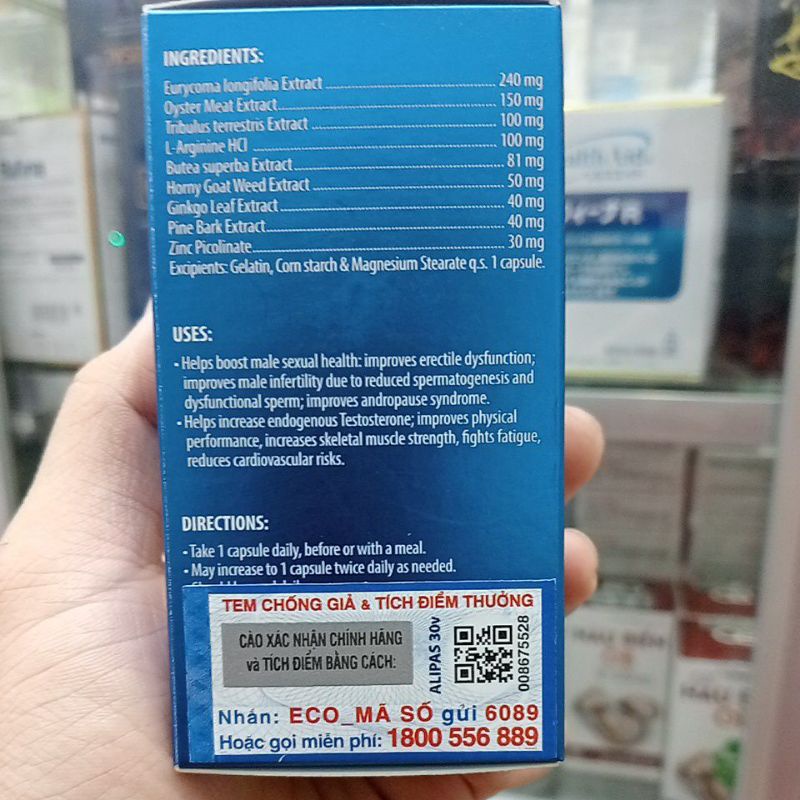 INGREDIENTS:
Eurycoma longifolia Extract ........ 240 mg
Oyster Meat Extract ........ 150 mg
Tribulus terrestris Extract ........ 100 mg
L-Arginine HCl ........ 100 mg
Butea superba Extract ........ 81 mg
Horny Goat Weed Extract ........ 50 mg
Ginkgo Leaf Extract ........ 40 mg
Pine Bark Extract ........ 40 mg
Zinc Picolinate ........ 30 mg
Excipients: Gelatin, Corn starch & Magnesium Stearate q.s. 1 capsule.
USES:
• Helps boost male sexual health: improves erectile dysfunction;
improves male infertility due to reduced spermatogenesis and
dysfunctional sperm; improves andropause syndrome.
• Helps increase endogenous Testosterone; improves physical
performance, increases skeletal muscle strength, fights fatigue,
reduces cardiovascular risks.
DIRECTIONS:
• Take 1 capsule daily, before or with a meal.
• May increase to 1 capsule twice daily as needed.
TEM CHỐNG GIẢ & TÍCH ĐIỂM THƯỞNG
CÀO XÁC NHẬN CHÍNH HÃNG
và TÍCH ĐIỂM BẰNG CÁCH:
ALIPAS 30v
008675528
Nhắn: ECO_MÃ SỐ gửi 6089
Hoặc gọi miễn phí: 1800 556 889